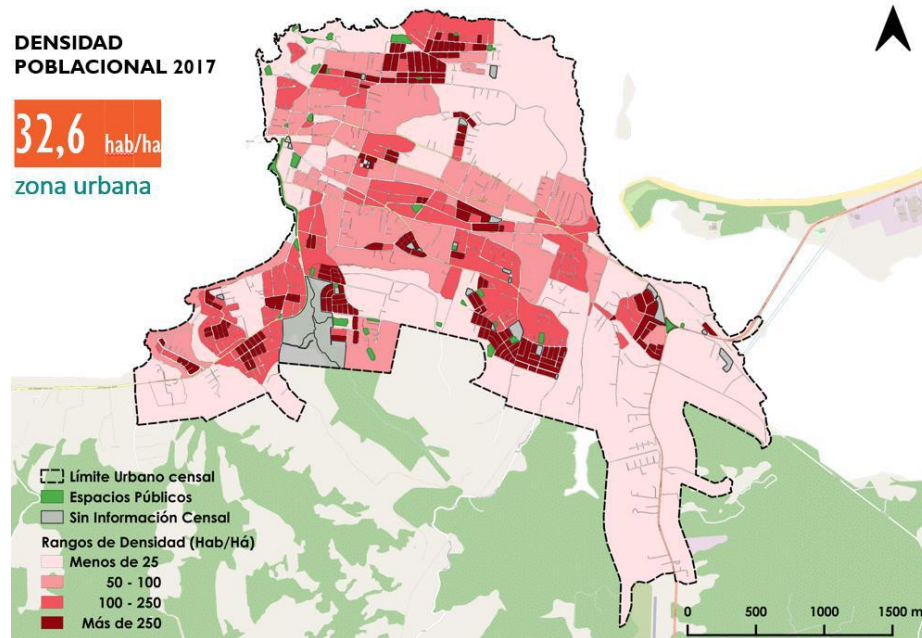 DENSIDAD
POBLACIONAL 2017
32,6 hab/ha
zona urbana
Límite Urbano censal
Espacios Públicos
Sin Información Censal
Rangos de Densidad (Hab/Há)
Menos de 25
50 - 100
100 - 250
Más de 250
0 500 1000 1500 m